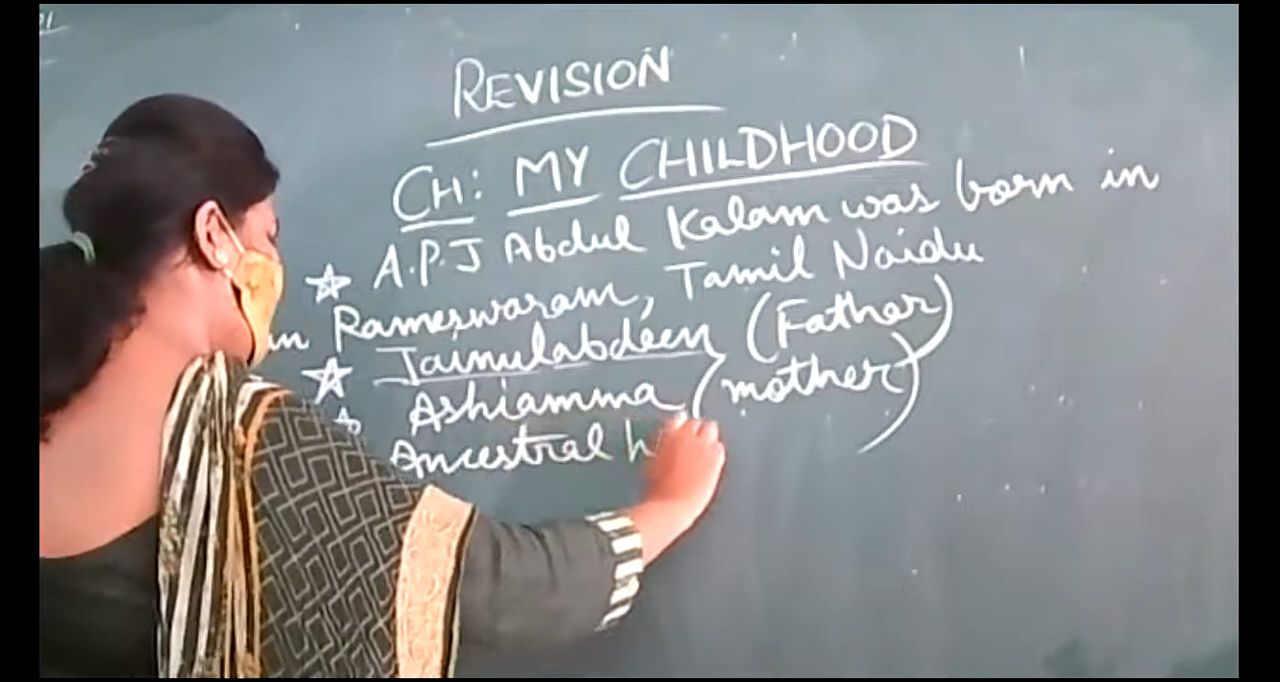 REVISION
CH: MY CHILDHOOD
☆ A.P.J Abdul Kalam was born in
in Rameswaram, Tamil Naidu
☆ Jainulabdeen (Father)
☆ Ashiamma (mother)
Ancestral h